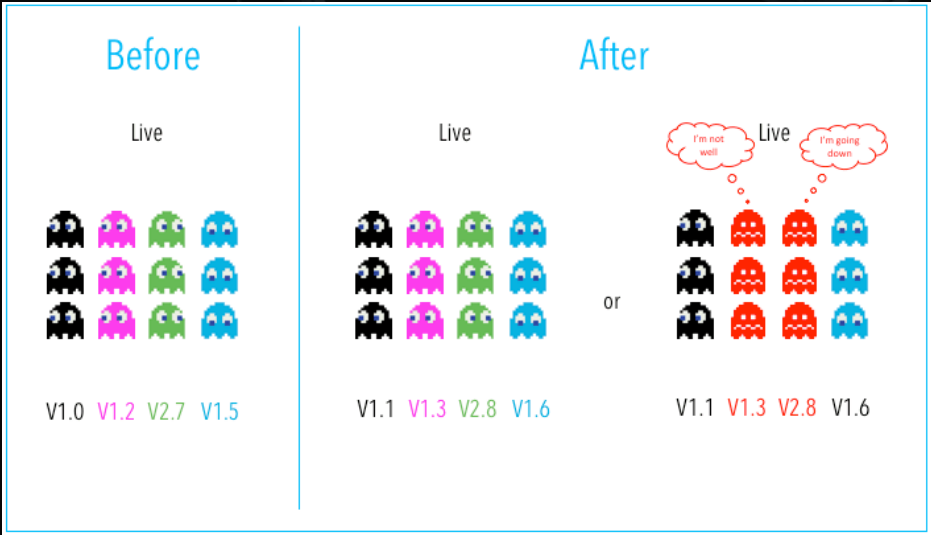 Before
After
Live
Live
Live
I'm not
well
I'm going
down
or
V1.0 V1.2 V2.7 V1.5
V1.1 V1.3 V2.8 V1.6
V1.1 V1.3 V2.8 V1.6